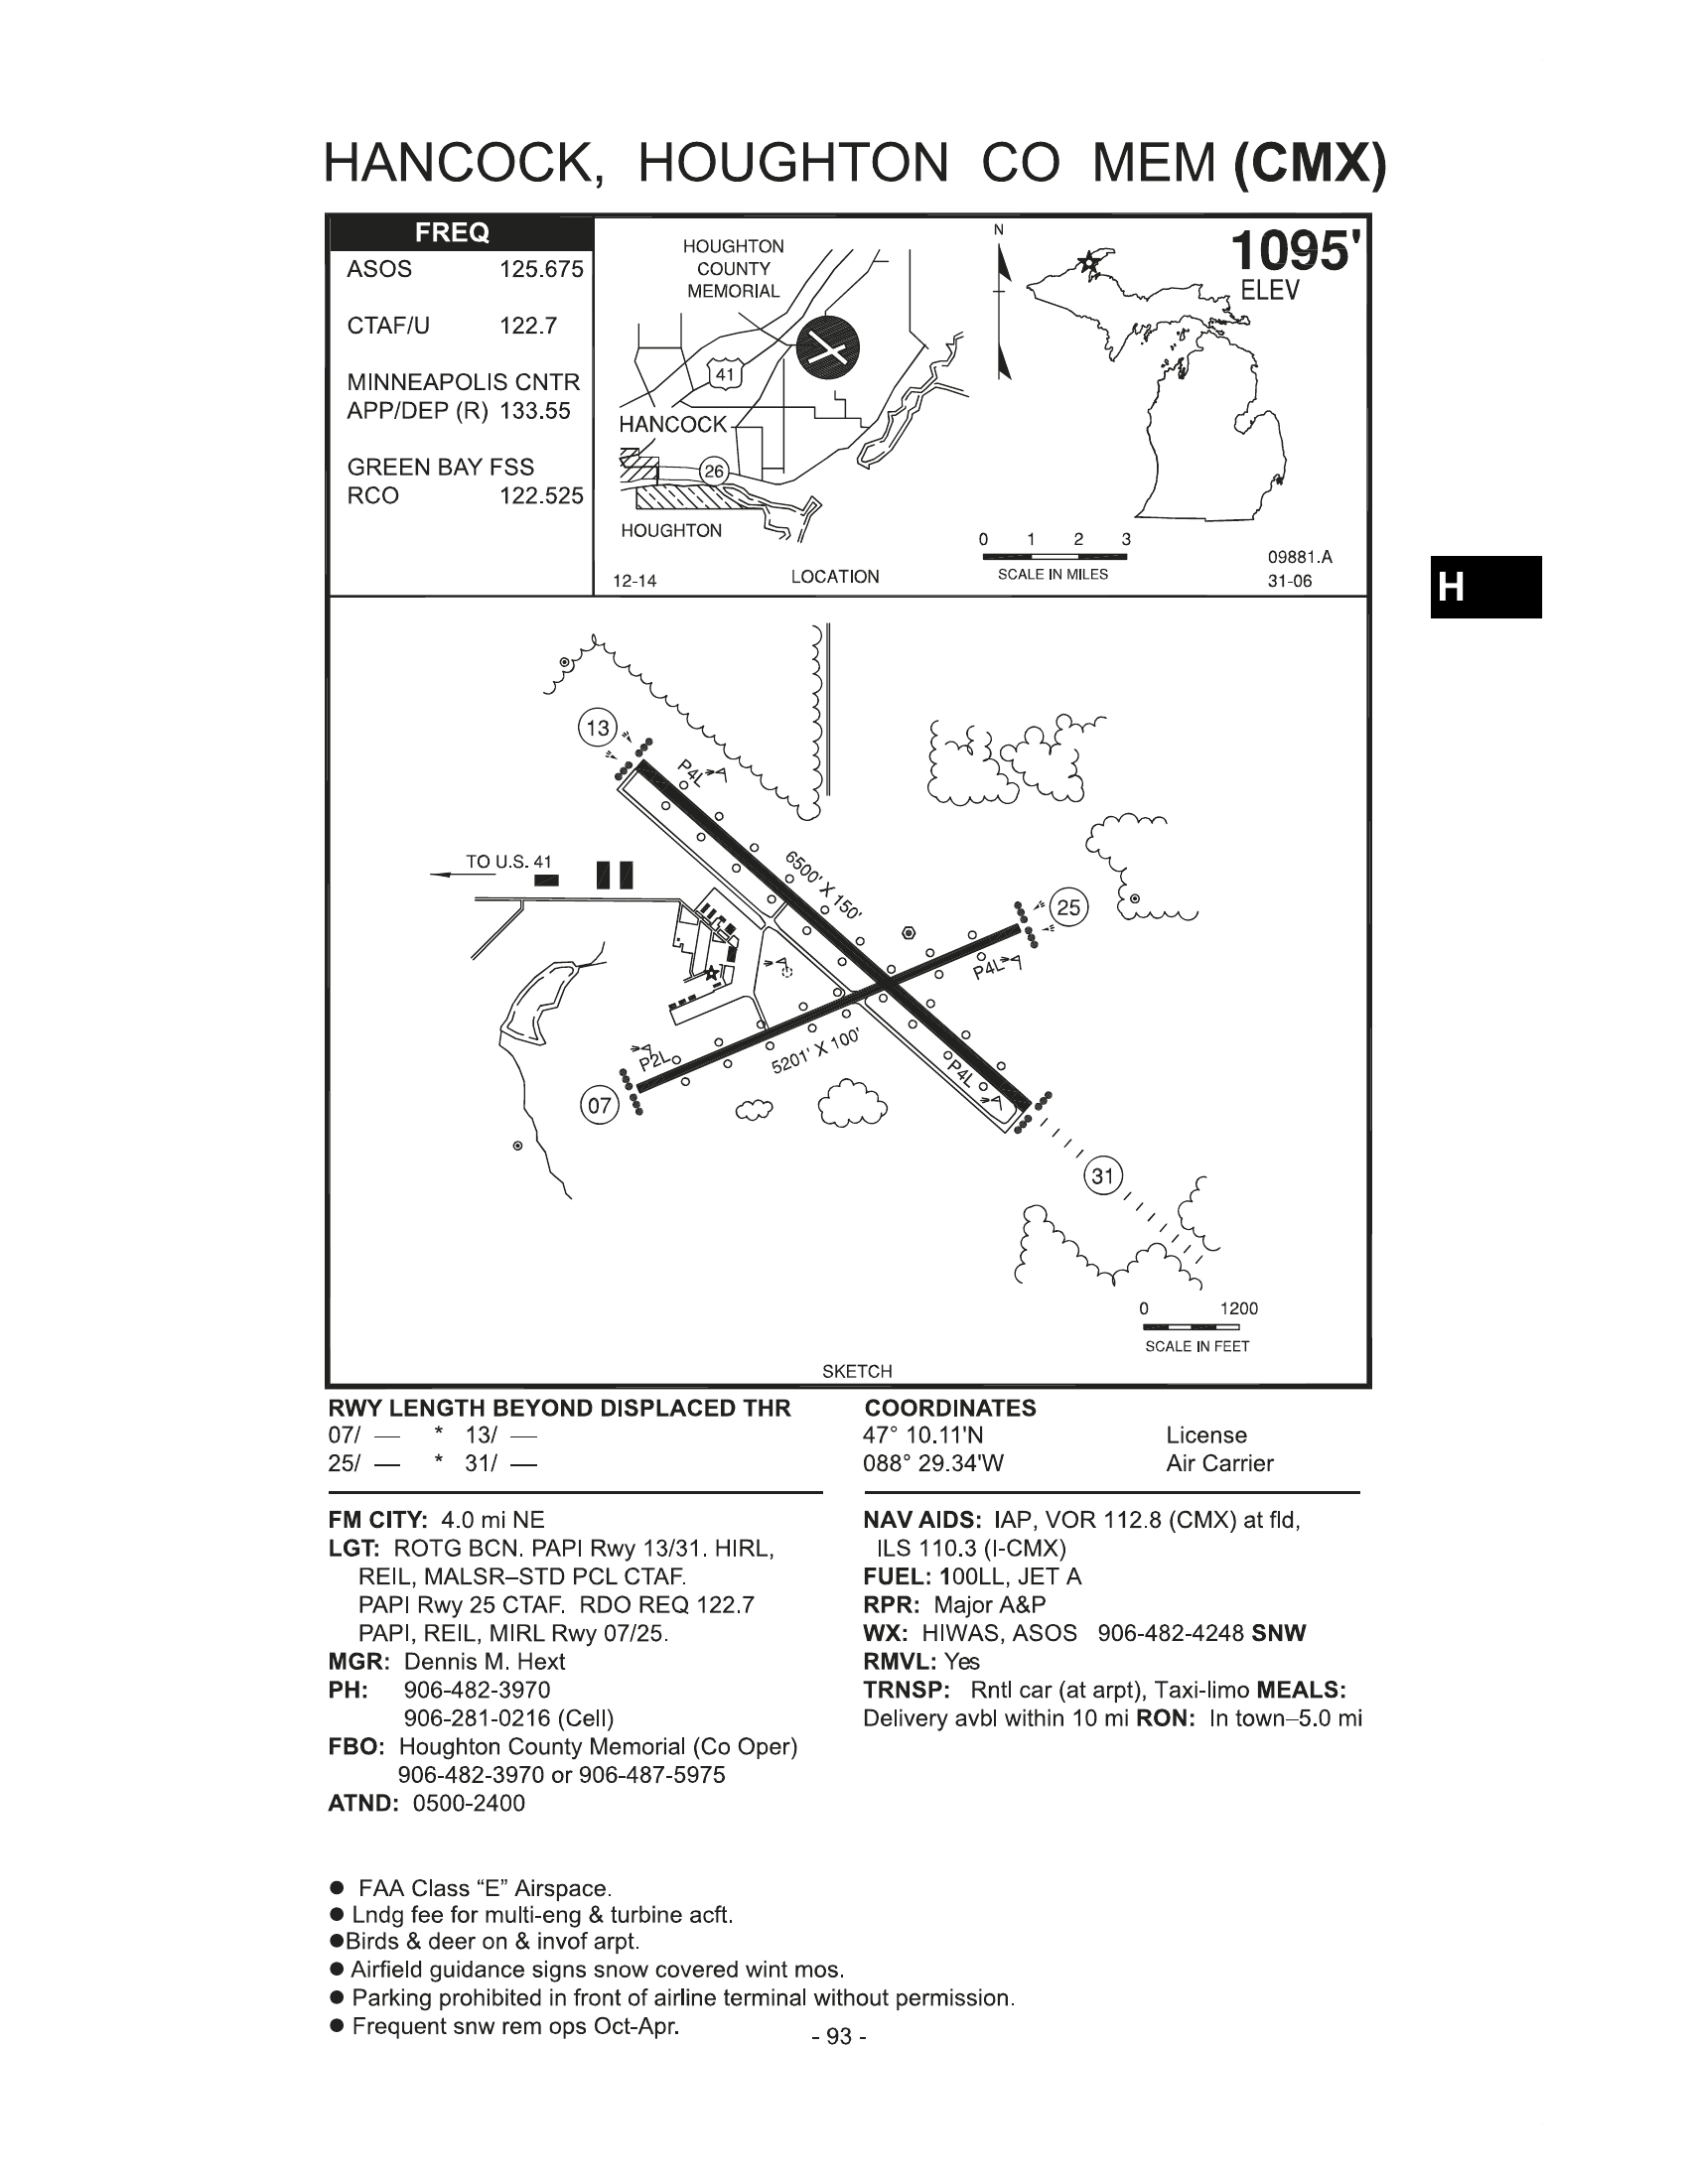 HANCOCK, HOUGHTON CO MEM (CMX)
FREQ
ASOS 125.675
CTAF/U 122.7
MINNEAPOLIS CNTR
APP/DEP (R) 133.55
GREEN BAY FSS
RCO 122.525
HOUGHTON
COUNTY
MEMORIAL
41
HANCOCK
26
HOUGHTON
12-14
LOCATION
N
1095'
ELEV
0 1 2 3
SCALE IN MILES
09881.A
31-06
H
13
P4L
TO U.S. 41
6500' X 150'
25
P4L
P2L
5201' X 100'
P4L
07
31
0 1200
SCALE IN FEET
SKETCH
RWY LENGTH BEYOND DISPLACED THR
07/ — * 13/ —
25/ — * 31/ —
COORDINATES
47° 10.11'N License
088° 29.34'W Air Carrier
FM CITY: 4.0 mi NE
LGT: ROTG BCN. PAPI Rwy 13/31. HIRL,
REIL, MALSR–STD PCL CTAF.
PAPI Rwy 25 CTAF. RDO REQ 122.7
PAPI, REIL, MIRL Rwy 07/25.
MGR: Dennis M. Hext
PH: 906-482-3970
906-281-0216 (Cell)
FBO: Houghton County Memorial (Co Oper)
906-482-3970 or 906-487-5975
ATND: 0500-2400
NAV AIDS: IAP, VOR 112.8 (CMX) at fld,
ILS 110.3 (I-CMX)
FUEL: 100LL, JET A
RPR: Major A&P
WX: HIWAS, ASOS 906-482-4248 SNW
RMVL: Yes
TRNSP: Rntl car (at arpt), Taxi-limo MEALS:
Delivery avbl within 10 mi RON: In town–5.0 mi
● FAA Class “E” Airspace.
● Lndg fee for multi-eng & turbine acft.
●Birds & deer on & invof arpt.
● Airfield guidance signs snow covered wint mos.
● Parking prohibited in front of airline terminal without permission.
● Frequent snw rem ops Oct-Apr.
- 93 -